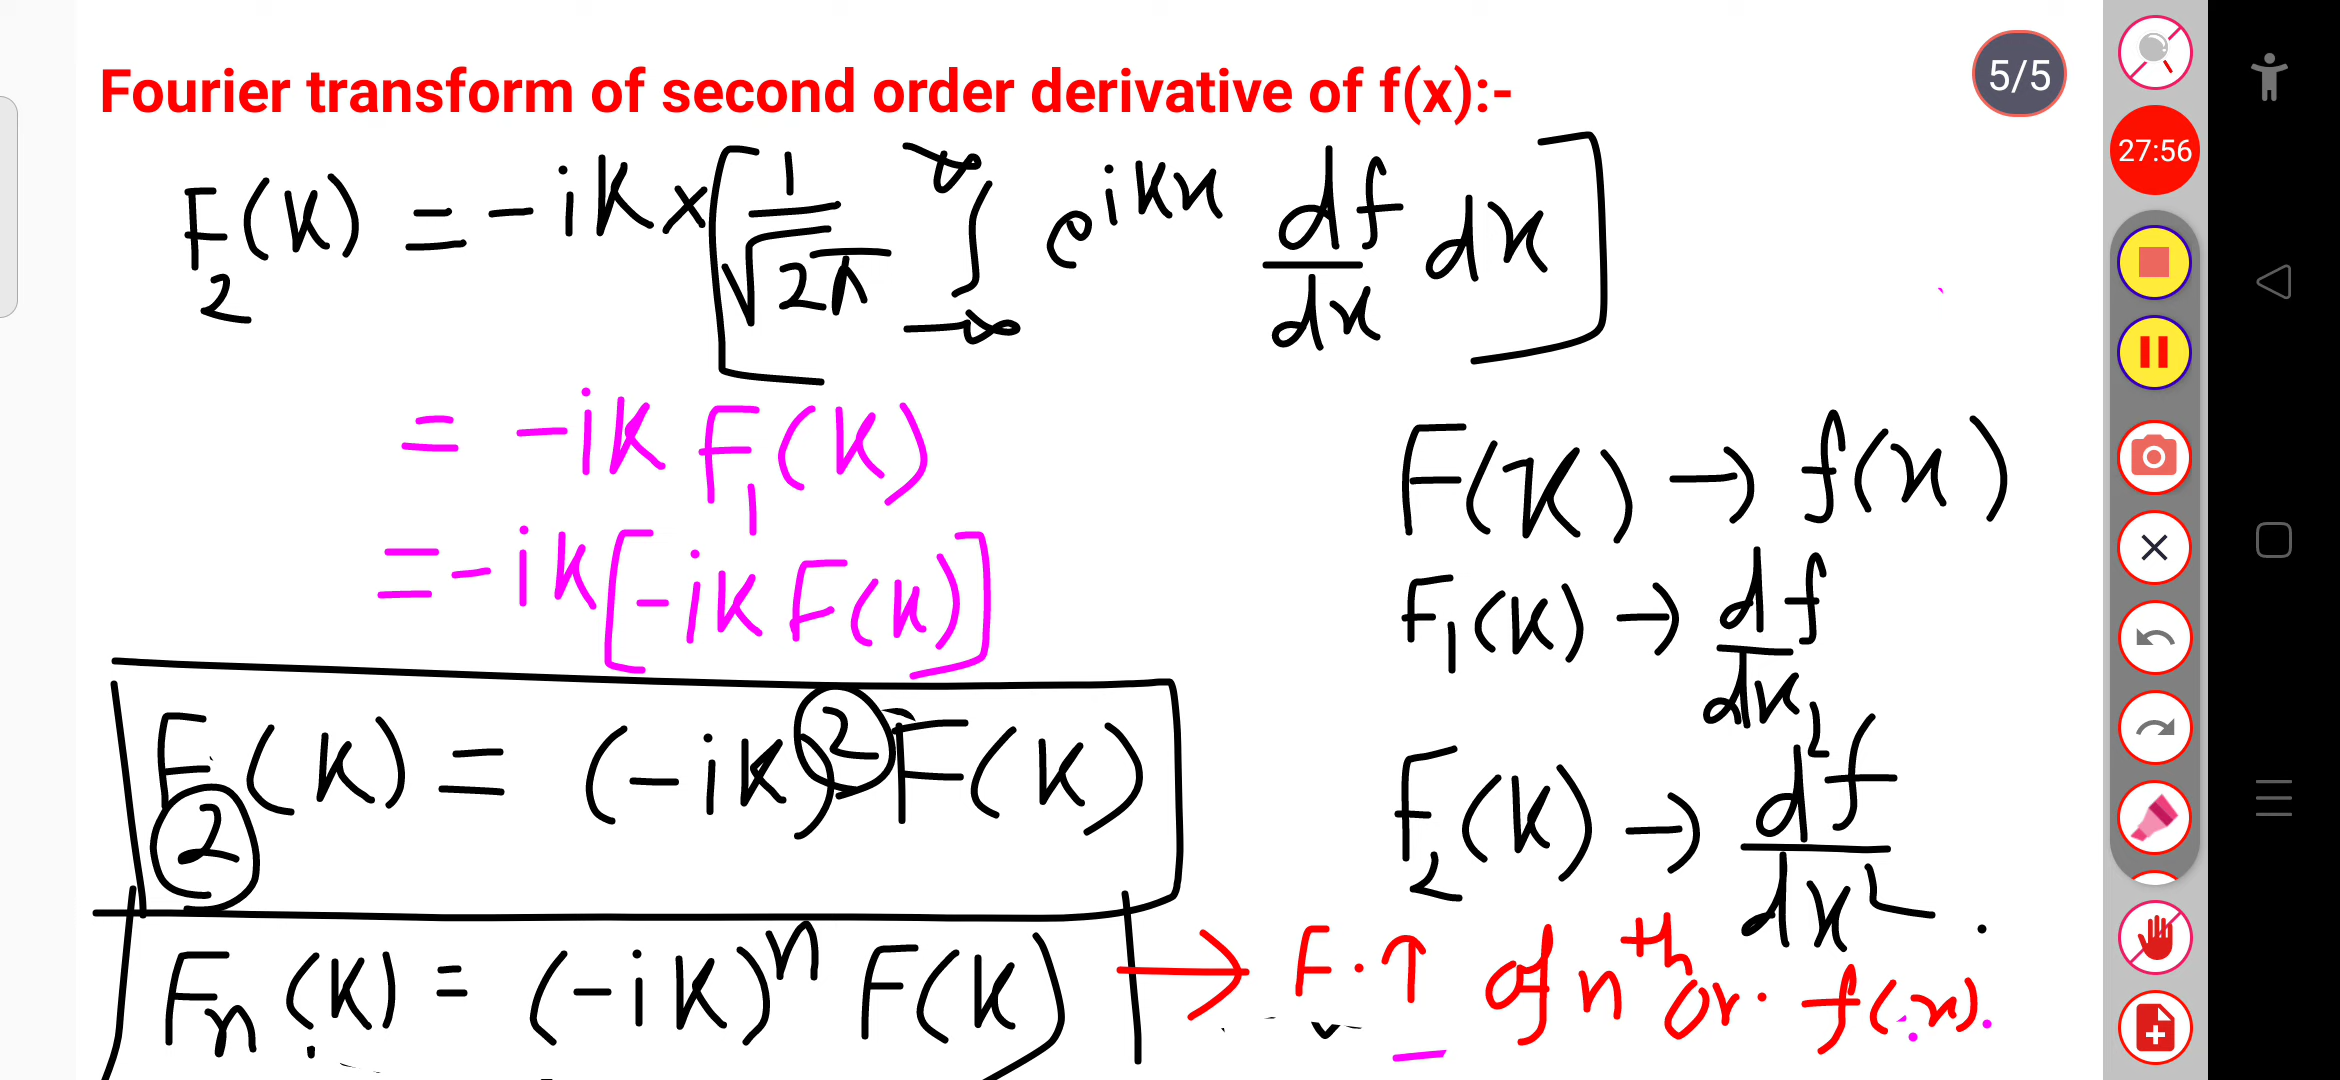 Fourier transform of second order derivative of f(x):-
5/5
27:56
F₂(K) = -iK × [1/√2π ∫_{-∞}^{∞} e^{iKx} df/dx dx]
= -iK F₁(K)
= -iK[-iK F(K)]
F₂(K) = (-iK)² F(K)
Fₙ(K) = (-iK)ⁿ F(K)
F(K) → f(x)
F₁(K) → df/dx
F₂(K) → d²f/dx²
→ F.T of nth or. f(x).